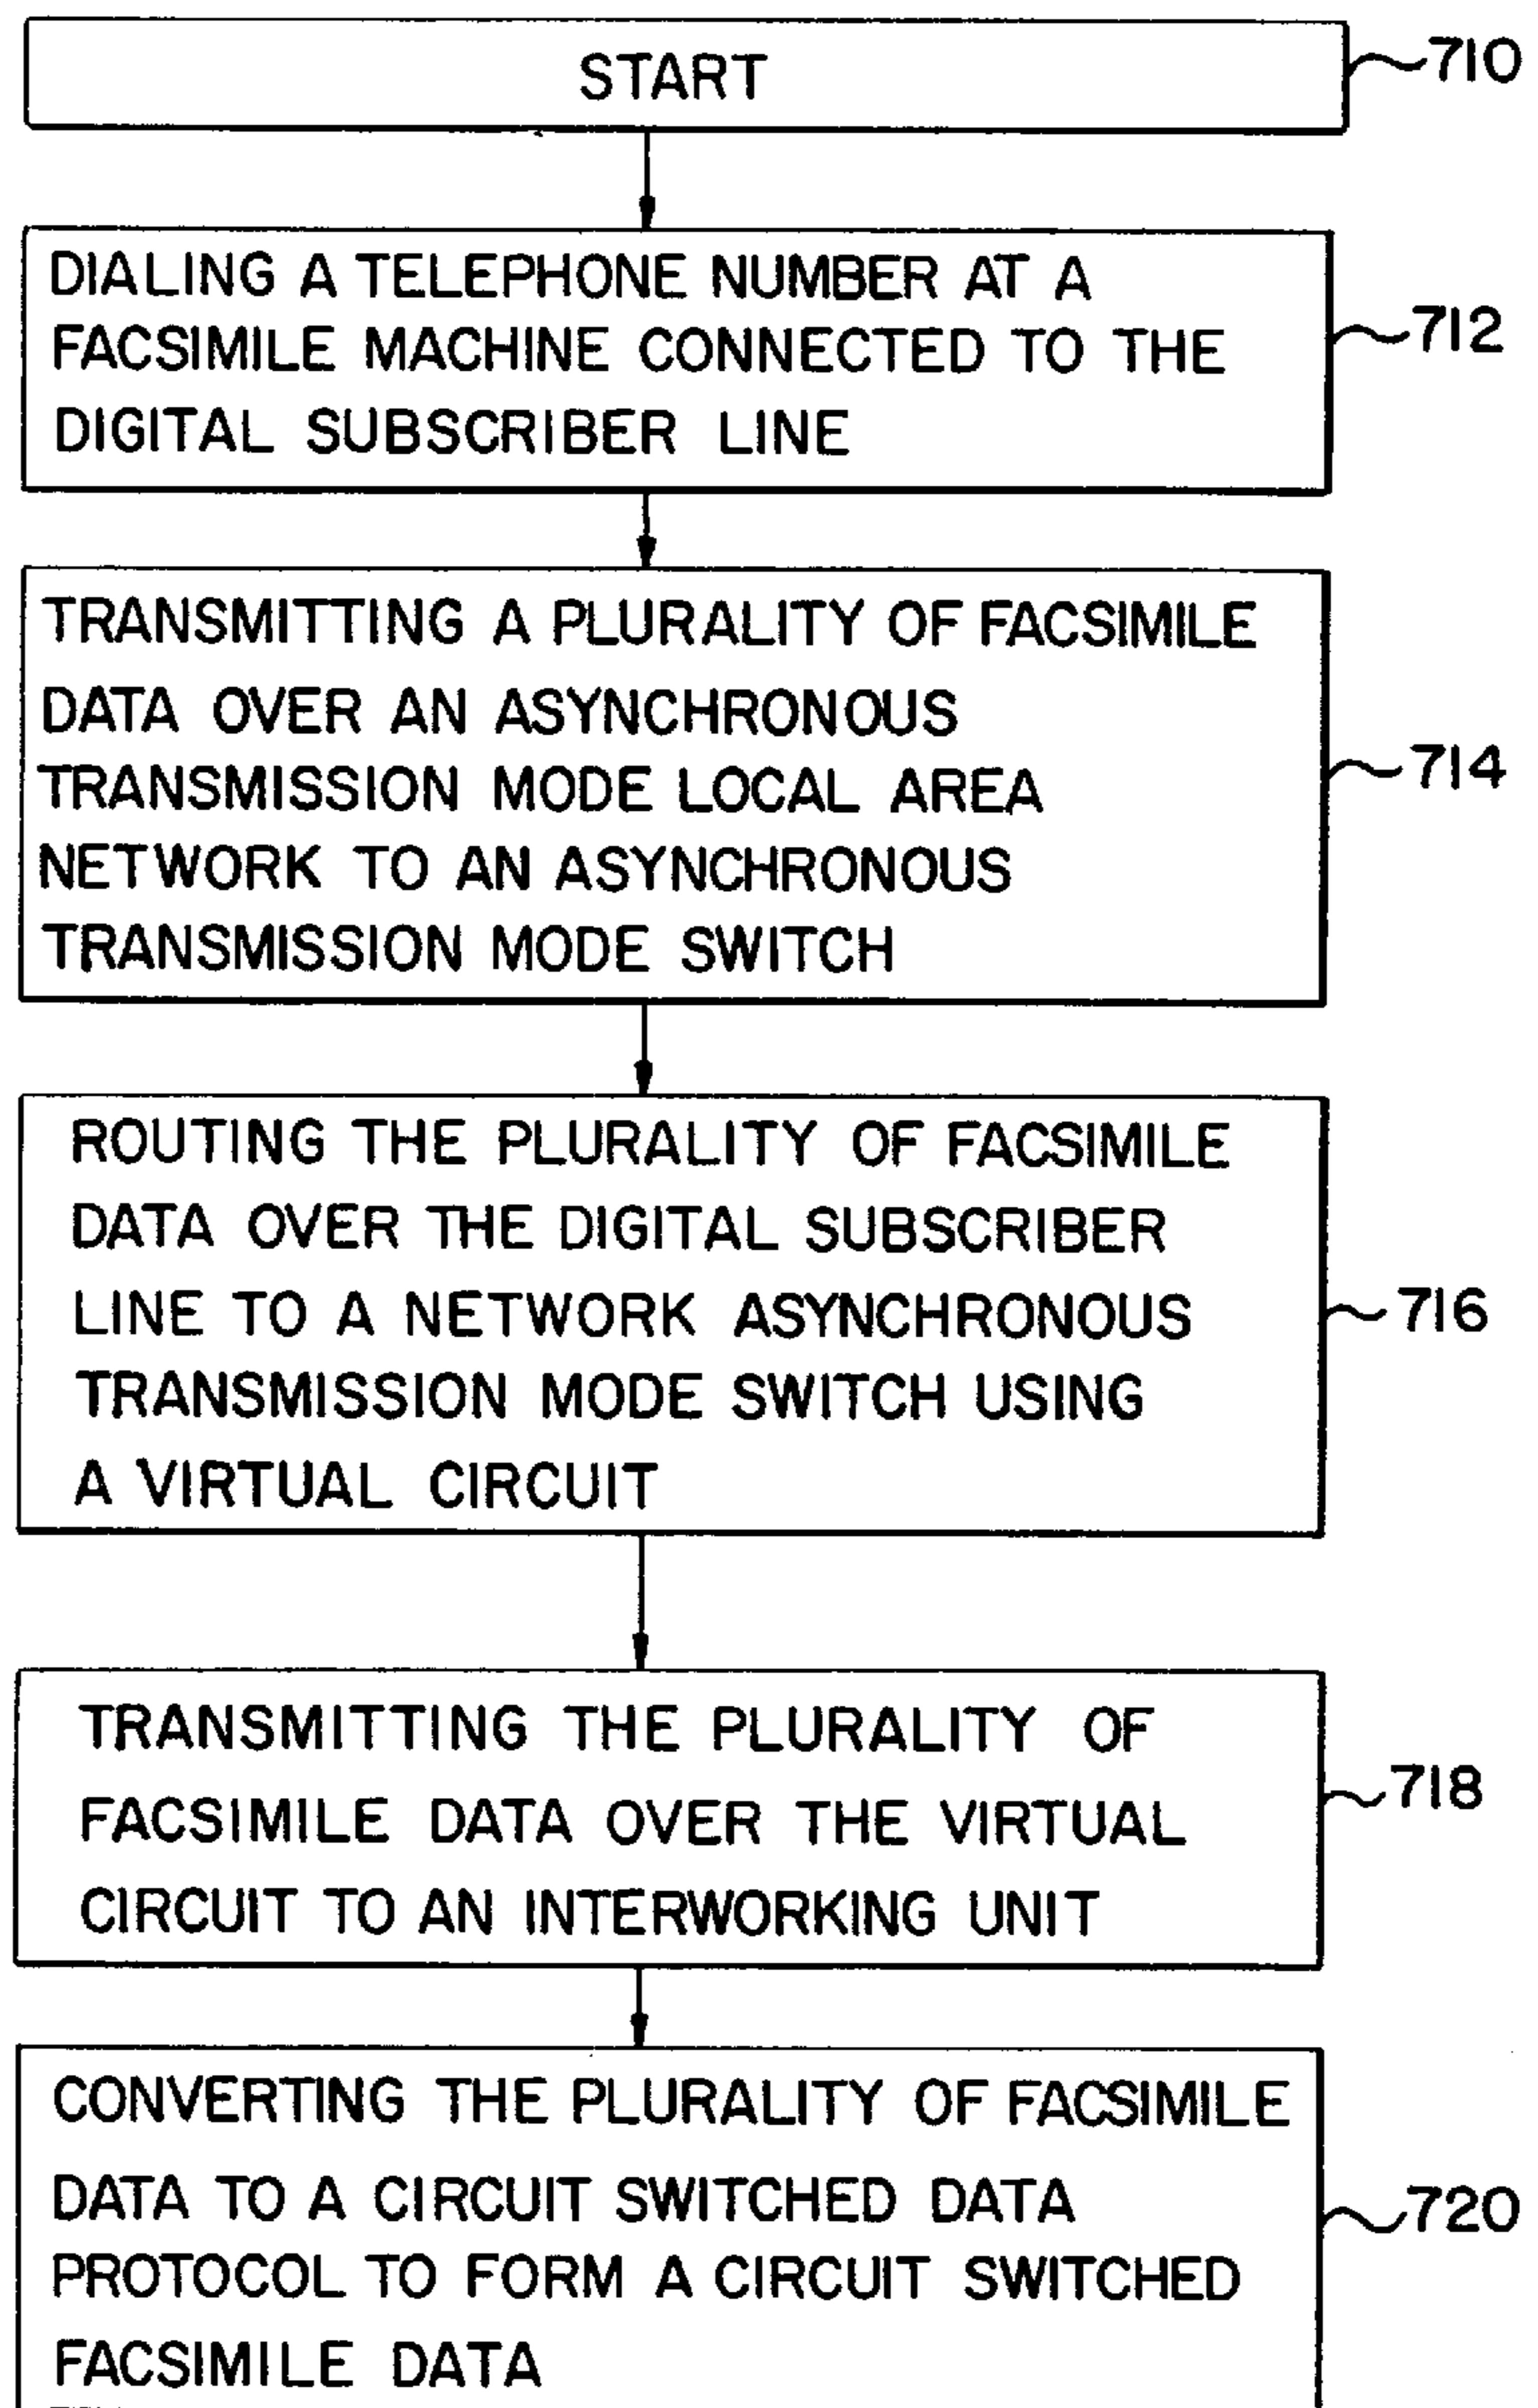 START
710
DIALING A TELEPHONE NUMBER AT A
FACSIMILE MACHINE CONNECTED TO THE
DIGITAL SUBSCRIBER LINE
712
TRANSMITTING A PLURALITY OF FACSIMILE
DATA OVER AN ASYNCHRONOUS
TRANSMISSION MODE LOCAL AREA
NETWORK TO AN ASYNCHRONOUS
TRANSMISSION MODE SWITCH
714
ROUTING THE PLURALITY OF FACSIMILE
DATA OVER THE DIGITAL SUBSCRIBER
LINE TO A NETWORK ASYNCHRONOUS
TRANSMISSION MODE SWITCH USING
A VIRTUAL CIRCUIT
716
TRANSMITTING THE PLURALITY OF
FACSIMILE DATA OVER THE VIRTUAL
CIRCUIT TO AN INTERWORKING UNIT
718
CONVERTING THE PLURALITY OF FACSIMILE
DATA TO A CIRCUIT SWITCHED DATA
PROTOCOL TO FORM A CIRCUIT SWITCHED
FACSIMILE DATA
720